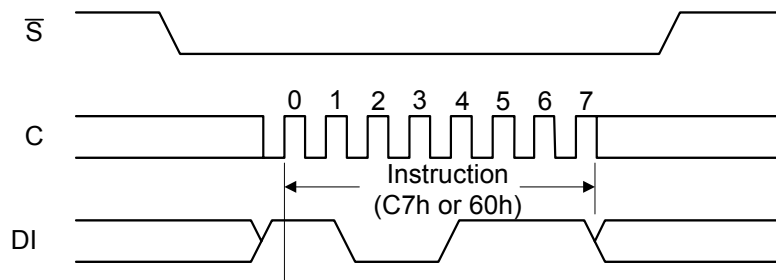 S̅
0 1 2 3 4 5 6 7
C
Instruction
(C7h or 60h)
DI